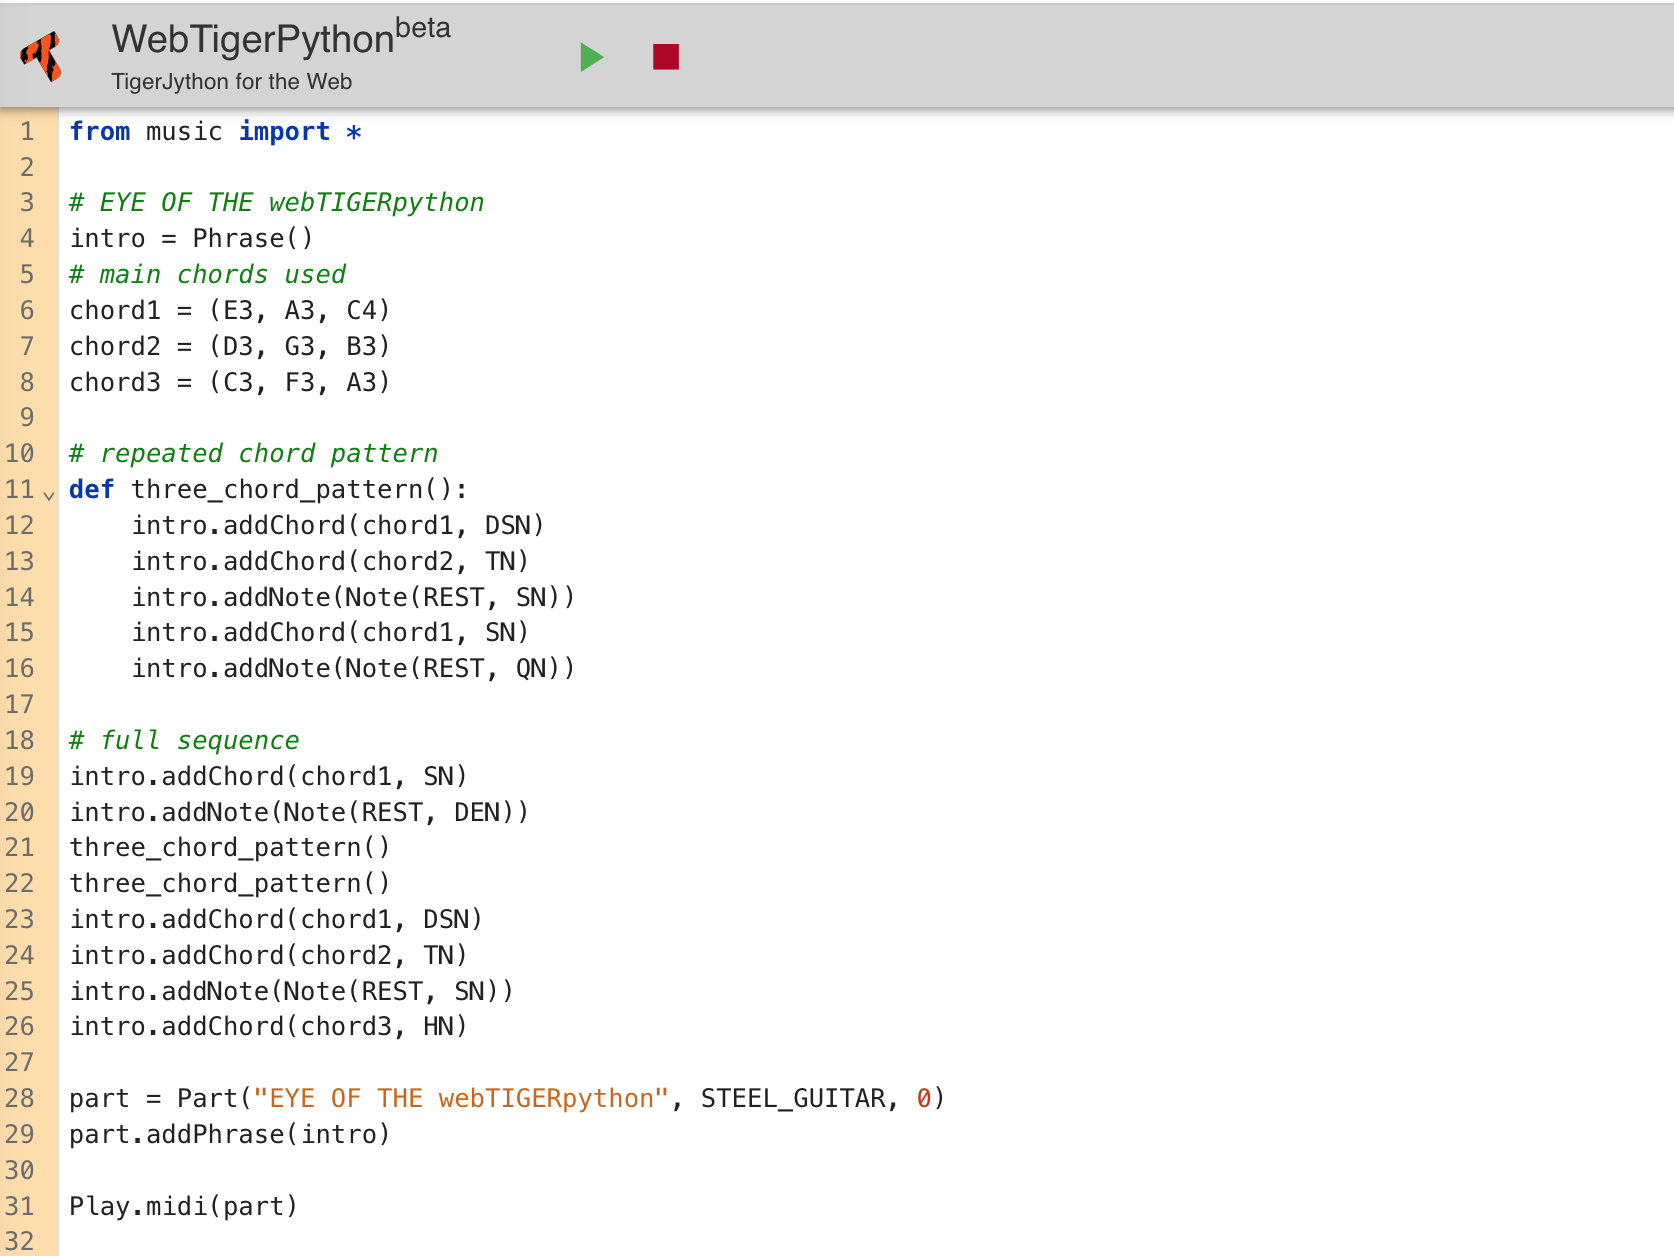 WebTigerPythonbeta
TigerJython for the Web
1 from music import *
2
3 # EYE OF THE webTIGERpython
4 intro = Phrase()
5 # main chords used
6 chord1 = (E3, A3, C4)
7 chord2 = (D3, G3, B3)
8 chord3 = (C3, F3, A3)
9
10 # repeated chord pattern
11 def three_chord_pattern():
12     intro.addChord(chord1, DSN)
13     intro.addChord(chord2, TN)
14     intro.addNote(Note(REST, SN))
15     intro.addChord(chord1, SN)
16     intro.addNote(Note(REST, QN))
17
18 # full sequence
19 intro.addChord(chord1, SN)
20 intro.addNote(Note(REST, DEN))
21 three_chord_pattern()
22 three_chord_pattern()
23 intro.addChord(chord1, DSN)
24 intro.addChord(chord2, TN)
25 intro.addNote(Note(REST, SN))
26 intro.addChord(chord3, HN)
27
28 part = Part("EYE OF THE webTIGERpython", STEEL_GUITAR, 0)
29 part.addPhrase(intro)
30
31 Play.midi(part)
32